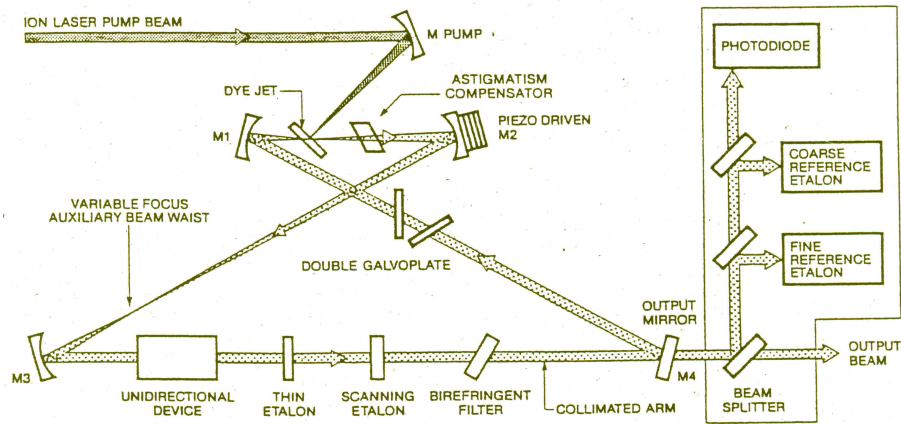 ION LASER PUMP BEAM
M PUMP
PHOTODIODE
DYE JET
ASTIGMATISM
COMPENSATOR
M1
PIEZO DRIVEN
M2
COARSE
REFERENCE
ETALON
VARIABLE FOCUS
AUXILIARY BEAM WAIST
DOUBLE GALVOPLATE
FINE
REFERENCE
ETALON
OUTPUT
MIRROR
M3
M4
OUTPUT
BEAM
UNIDIRECTIONAL
DEVICE
THIN
ETALON
SCANNING
ETALON
BIREFRINGENT
FILTER
COLLIMATED ARM
BEAM
SPLITTER